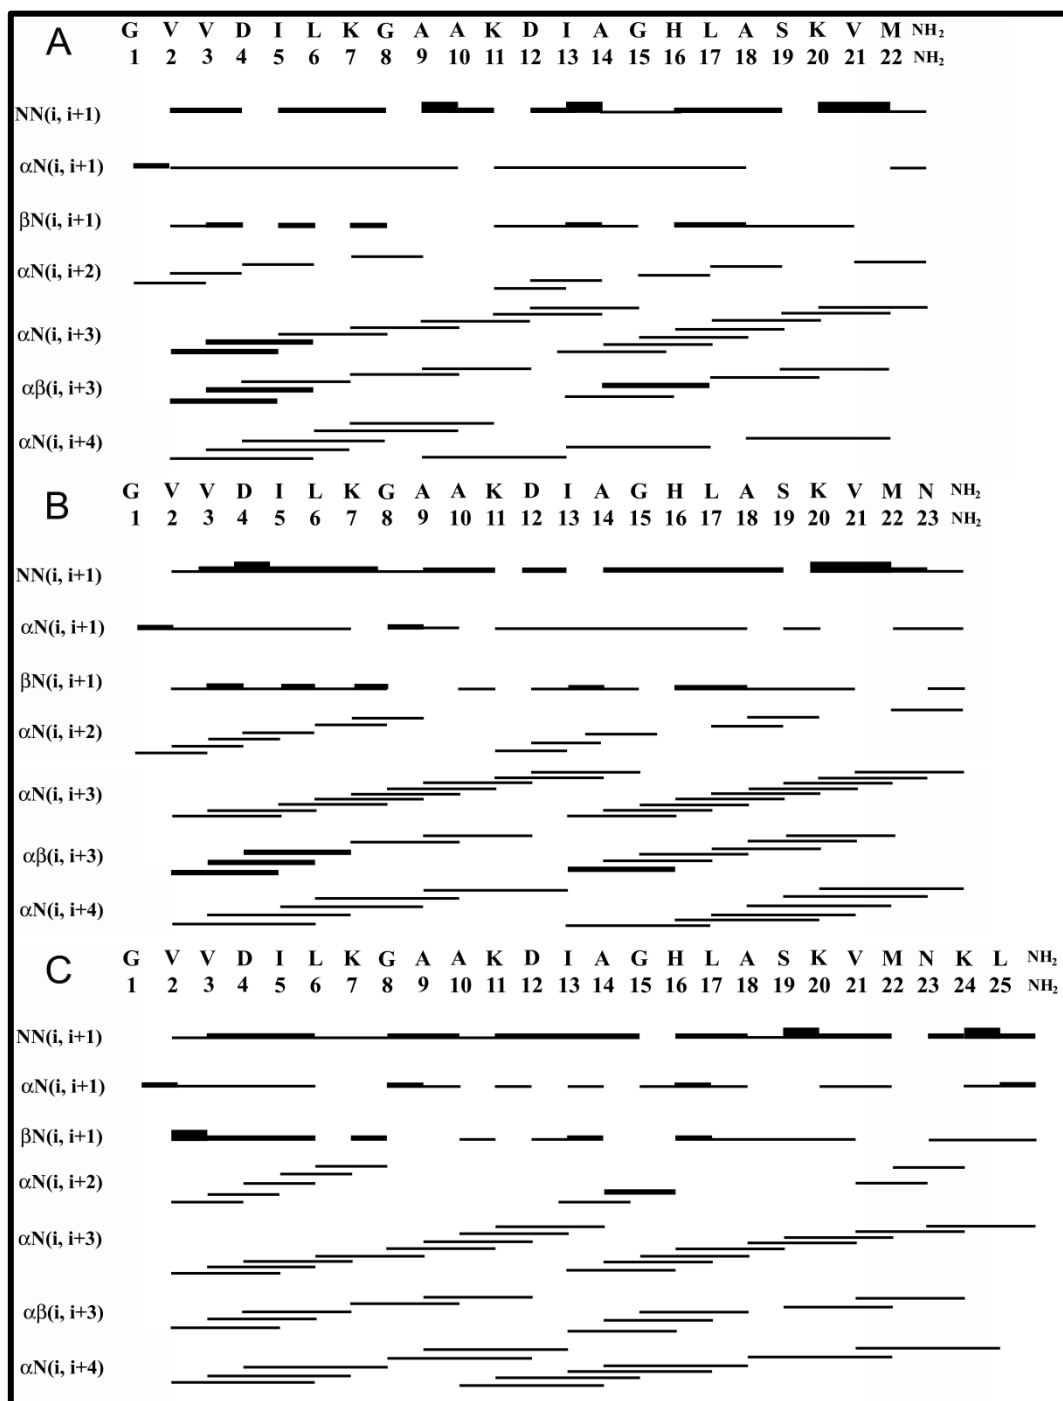 A
G V V D I L K G A A K D I A G H L A S K V M NH2
1 2 3 4 5 6 7 8 9 10 11 12 13 14 15 16 17 18 19 20 21 22 NH2
NN(i, i+1)
αN(i, i+1)
βN(i, i+1)
αN(i, i+2)
αN(i, i+3)
αβ(i, i+3)
αN(i, i+4)
B
G V V D I L K G A A K D I A G H L A S K V M N NH2
1 2 3 4 5 6 7 8 9 10 11 12 13 14 15 16 17 18 19 20 21 22 23 NH2
NN(i, i+1)
αN(i, i+1)
βN(i, i+1)
αN(i, i+2)
αN(i, i+3)
αβ(i, i+3)
αN(i, i+4)
C
G V V D I L K G A A K D I A G H L A S K V M N K L NH2
1 2 3 4 5 6 7 8 9 10 11 12 13 14 15 16 17 18 19 20 21 22 23 24 25 NH2
NN(i, i+1)
αN(i, i+1)
βN(i, i+1)
αN(i, i+2)
αN(i, i+3)
αβ(i, i+3)
αN(i, i+4)